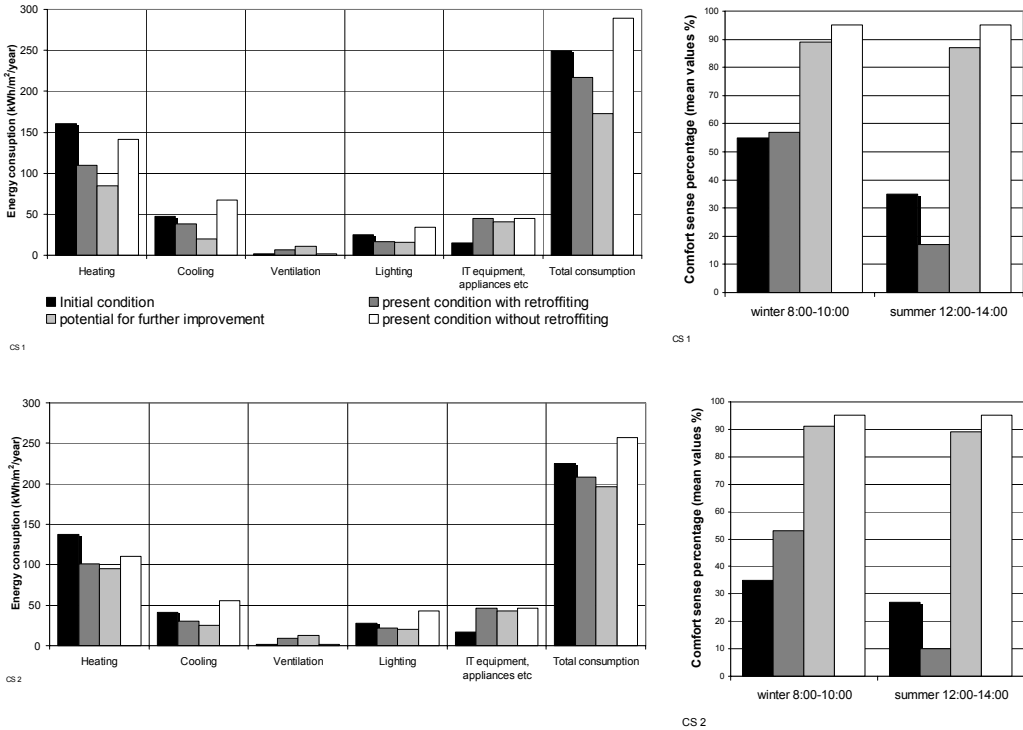 Energy consuption (kWh/m²/year)
300
250
200
150
100
50
0
Heating
Cooling
Ventilation
Lighting
IT equipment,
appliances etc
Total consumption
Initial condition
present condition with retroffiting
potential for further improvement
present condition without retroffiting
CS 1
Comfort sense percentage (mean values %)
100
90
80
70
60
50
40
30
20
10
0
winter 8:00-10:00
summer 12:00-14:00
CS 1
Energy consuption (kWh/m²/year)
300
250
200
150
100
50
0
Heating
Cooling
Ventilation
Lighting
IT equipment,
appliances etc
Total consumption
CS 2
Comfort sense percentage (mean values %)
100
90
80
70
60
50
40
30
20
10
0
winter 8:00-10:00
summer 12:00-14:00
CS 2